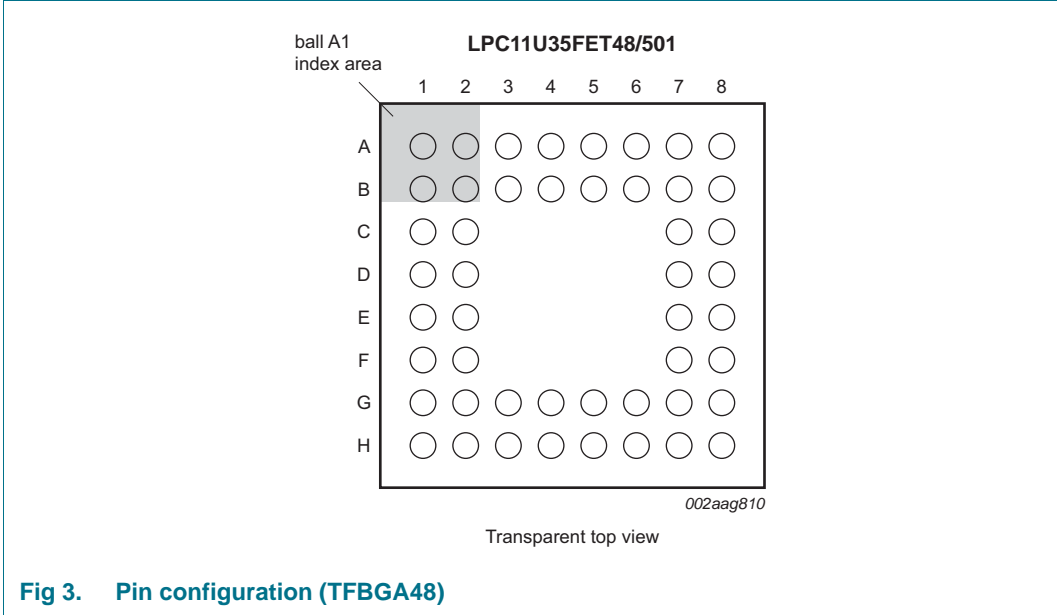 ball A1
index area
LPC11U35FET48/501
1 2 3 4 5 6 7 8
A
B
C
D
E
F
G
H
002aag810
Transparent top view
Fig 3. Pin configuration (TFBGA48)